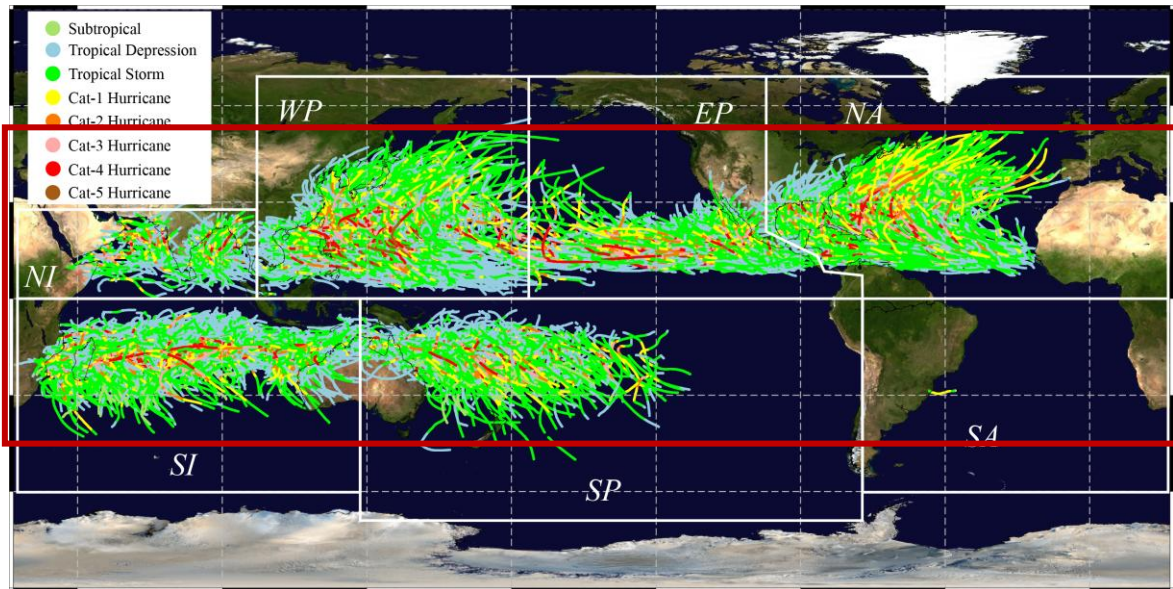 Subtropical
Tropical Depression
Tropical Storm
Cat-1 Hurricane
Cat-2 Hurricane
Cat-3 Hurricane
Cat-4 Hurricane
Cat-5 Hurricane
WP
EP
NA
NI
SI
SP
SA